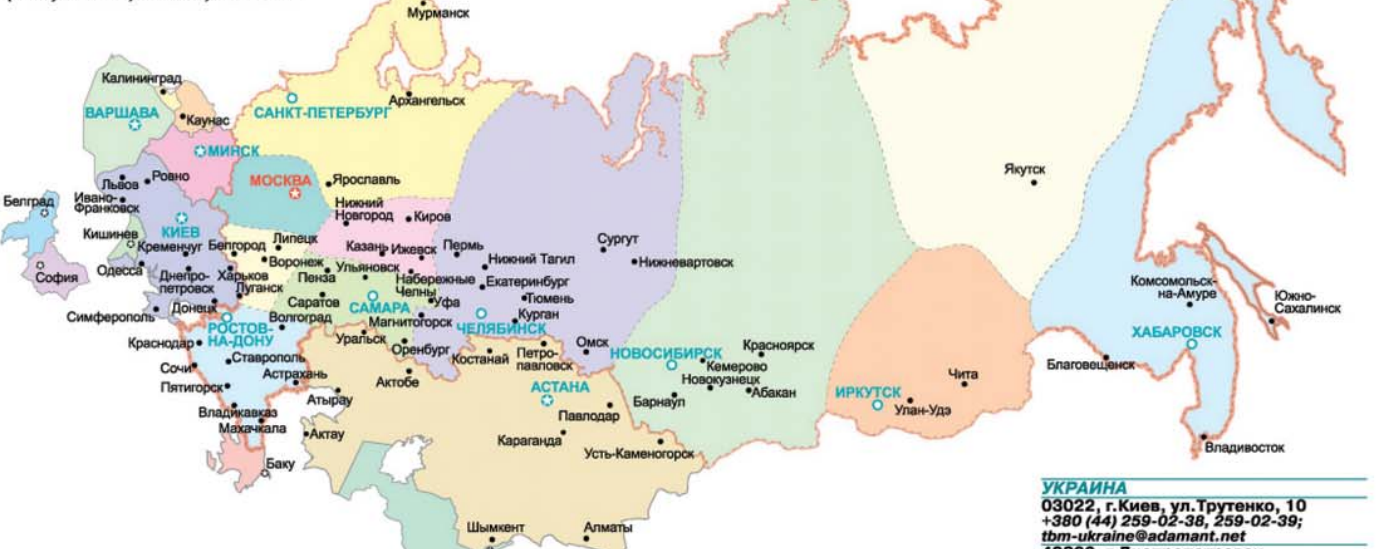 Мурманск
Калининград
ВАРШАВА
Каунас
САНКТ-ПЕТЕРБУРГ
Архангельск
МИНСК
МОСКВА
Ярославль
Якутск
Львов
Ровно
Ивано-
Франковск
Белград
КИЕВ
Нижний
Новгород
Киров
Кишинев
Кременчуг
Белгород
Липецк
Воронеж
Казань
Ижевск
Пермь
Сургут
Нижний Тагил
Нижневартовск
София
Одесса
Днепро-
петровск
Харьков
Луганск
Пенза
Ульяновск
Набережные
Челны
Екатеринбург
Тюмень
Симферополь
Донецк
Саратов
САМАРА
Уфа
Курган
РОСТОВ-
НА-ДОНУ
Волгоград
Магнитогорск
ЧЕЛЯБИНСК
Комсомольск-
на-Амуре
Южно-
Сахалинск
ХАБАРОВСК
Краснодар
Уральск
Оренбург
Костанай
Петро-
павловск
Омск
НОВОСИБИРСК
Красноярск
Кемерово
Благовещенск
Сочи
Ставрополь
Астрахань
Актобе
Новокузнецк
Абакан
Чита
Пятигорск
Атырау
АСТАНА
Барнаул
ИРКУТСК
Улан-Удэ
Владикавказ
Махачкала
Павлодар
Актау
Караганда
Усть-Каменогорск
Владивосток
Баку
Шымкент
Алматы
УКРАИНА
03022, г.Киев, ул.Трутенко, 10
+380 (44) 259-02-38, 259-02-39;
tbm-ukraine@adamant.net